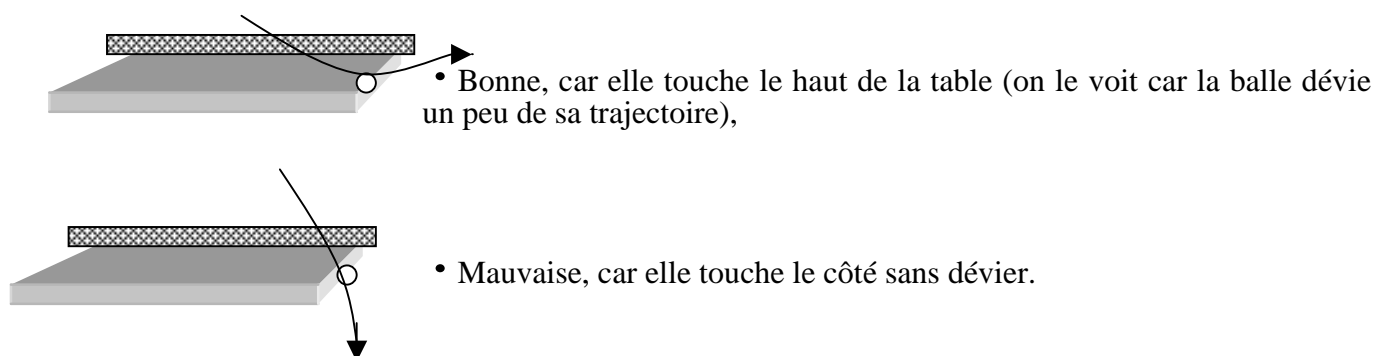 • Bonne, car elle touche le haut de la table (on le voit car la balle dévie
un peu de sa trajectoire),
• Mauvaise, car elle touche le côté sans dévier.